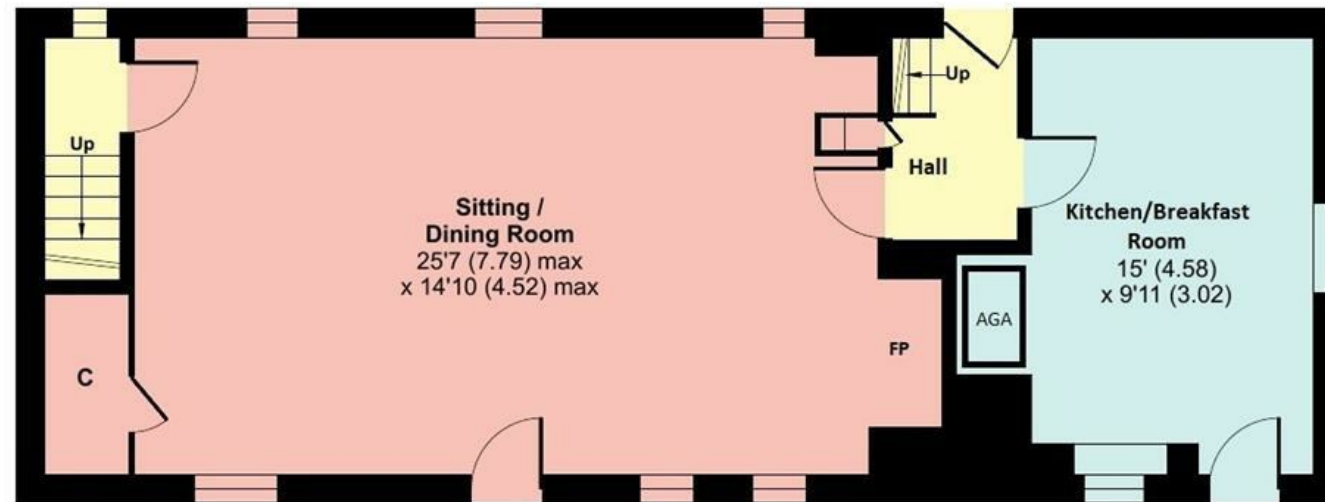 Up
Up
Hall
Sitting /
Dining Room
25'7 (7.79) max
x 14'10 (4.52) max
Kitchen/Breakfast
Room
15' (4.58)
x 9'11 (3.02)
AGA
FP
C